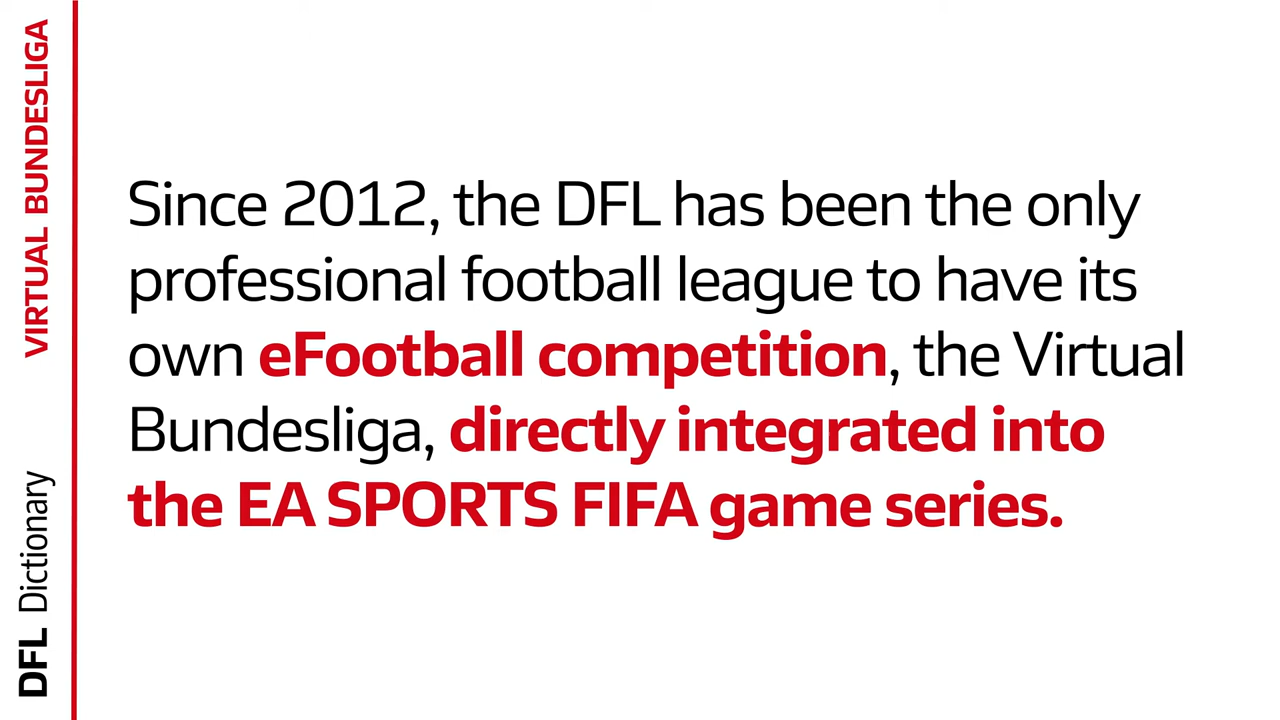 VIRTUAL BUNDESLIGA
DFL Dictionary
Since 2012, the DFL has been the only
professional football league to have its
own eFootball competition, the Virtual
Bundesliga, directly integrated into
the EA SPORTS FIFA game series.